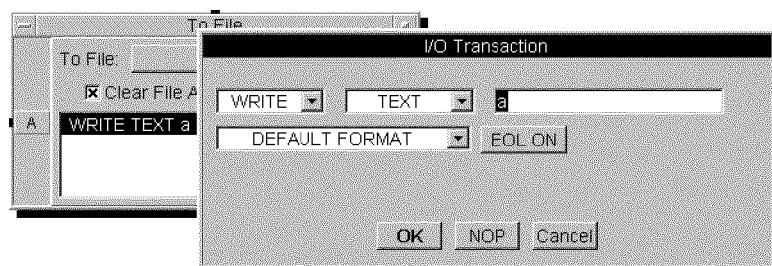 To File
To File:
Clear File A
A
WRITE TEXT a
I/O Transaction
WRITE TEXT a
DEFAULT FORMAT EOL ON
OK NOP Cancel